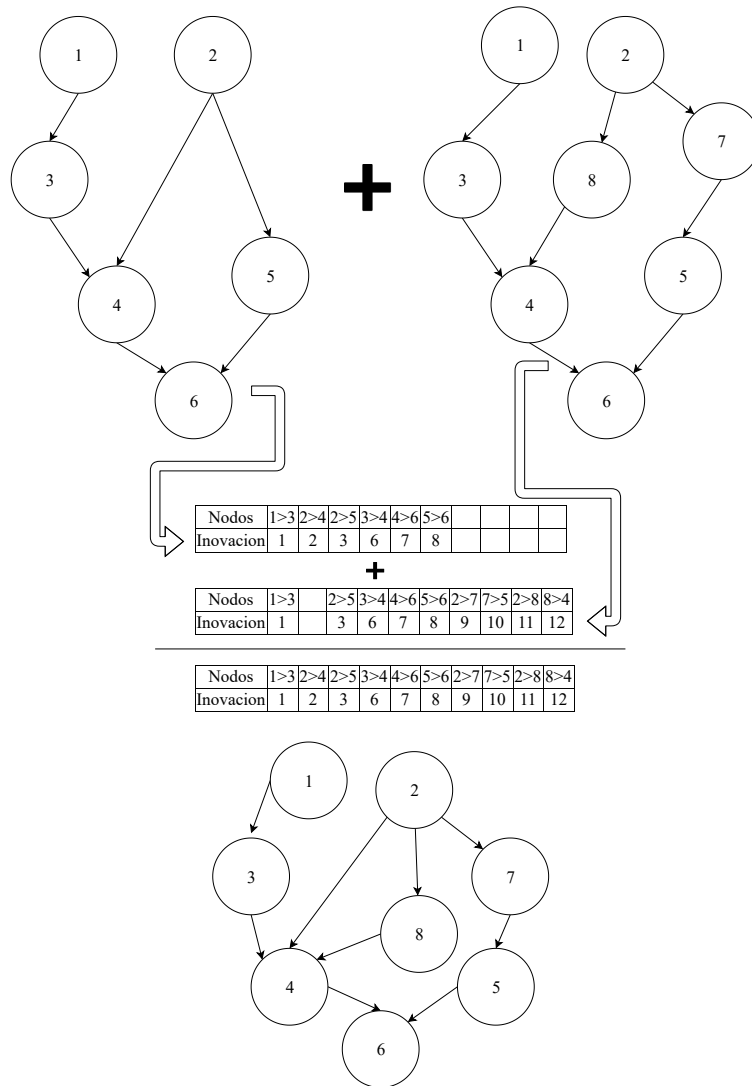 1 2 1 2
3 3 8 7
4 5 4 5
6 6
Nodos 1>3 2>4 2>5 3>4 4>6 5>6
Inovacion 1 2 3 6 7 8
+
Nodos 1>3 2>5 3>4 4>6 5>6 2>7 7>5 2>8 8>4
Inovacion 1 3 6 7 8 9 10 11 12
Nodos 1>3 2>4 2>5 3>4 4>6 5>6 2>7 7>5 2>8 8>4
Inovacion 1 2 3 6 7 8 9 10 11 12
1 2
3 7
8
4 5
6